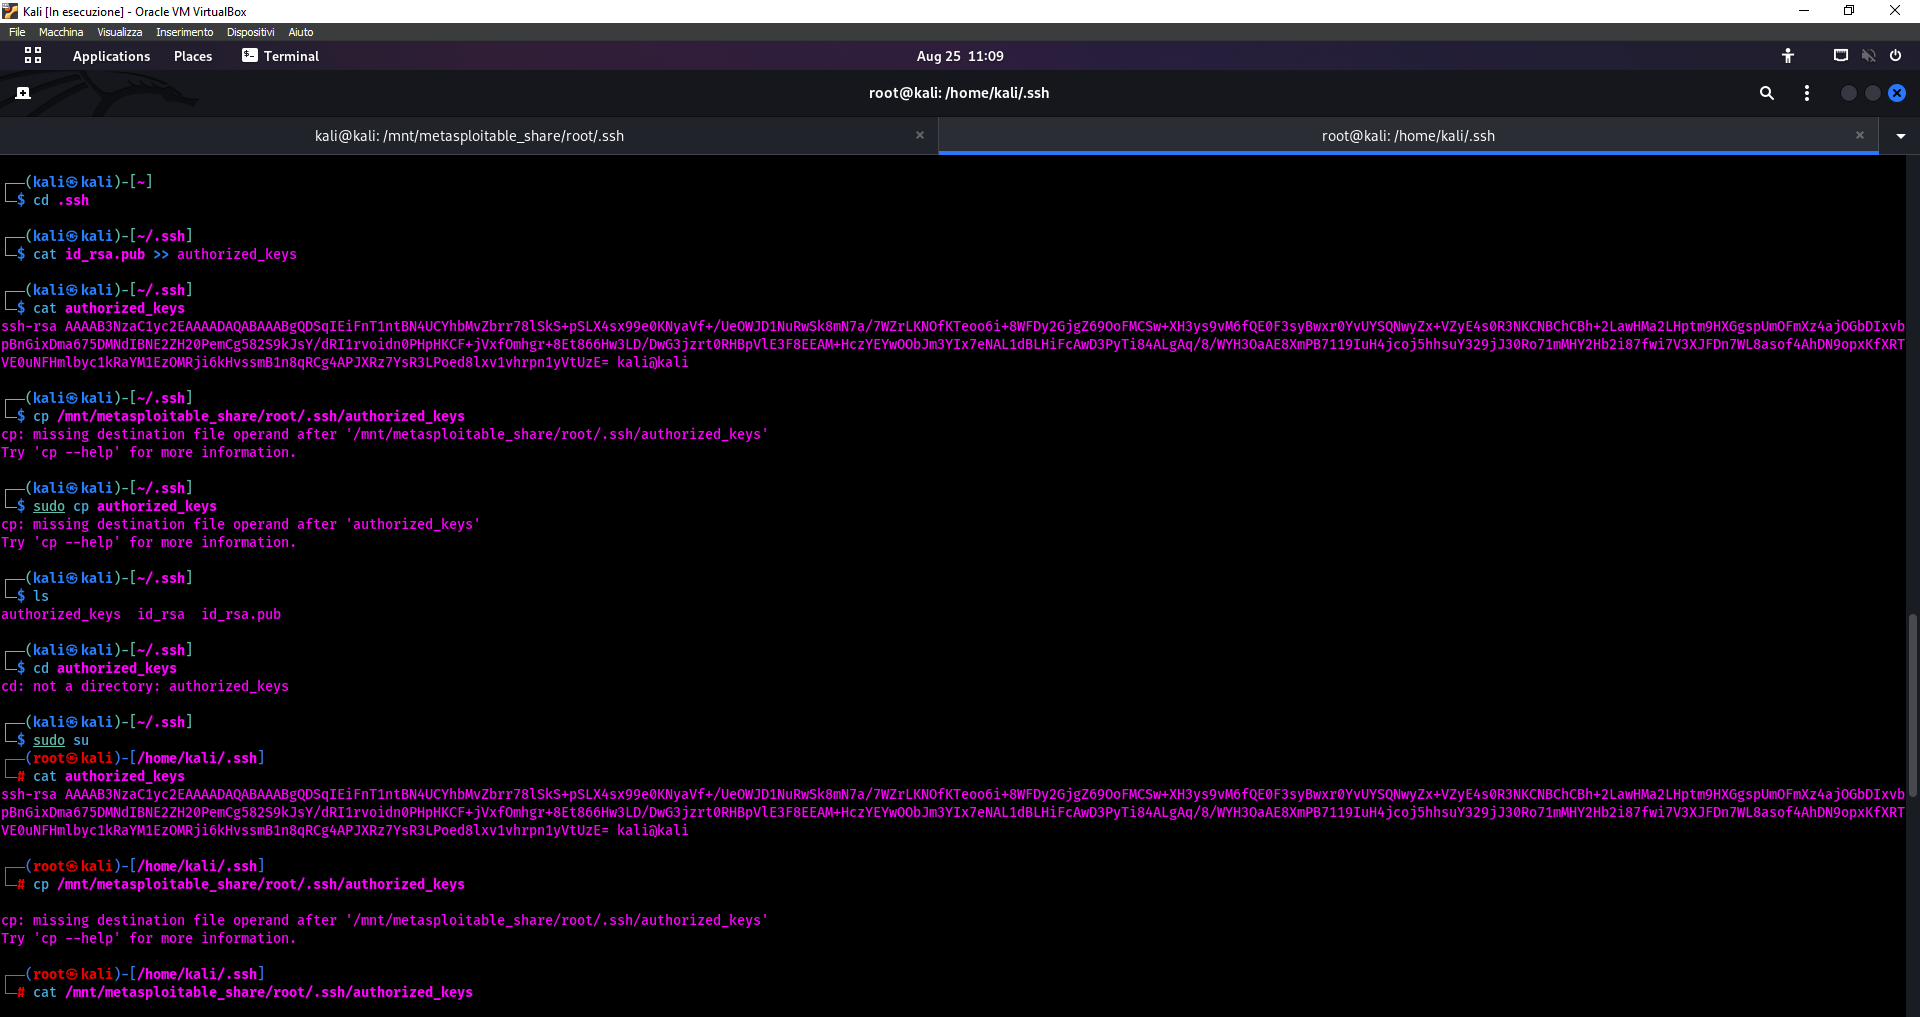 Kali [In esecuzione] - Oracle VM VirtualBox
File Macchina Visualizza Inserimento Dispositivi Aiuto
Applications Places Terminal Aug 25 11:09
root@kali: /home/kali/.ssh
kali@kali: /mnt/metasploitable_share/root/.ssh root@kali: /home/kali/.ssh
(kali㉿kali)-[~]
$ cd .ssh
(kali㉿kali)-[~/.ssh]
$ cat id_rsa.pub >> authorized_keys
(kali㉿kali)-[~/.ssh]
$ cat authorized_keys
ssh-rsa AAAAB3NzaC1yc2EAAAADAQABAAABgQDSqIEiFnT1ntBN4UCYhbMvZbrr78lSkS+pSLX4sx99e0KNyaVf+/UeOWJD1NuRwSk8mN7a/7WZrLKNOfKTeoo6i+8WFDy2GjgZ69OoFMCSw+XH3ys9vM6fQE0F3syBwxr0YvUYSQNwyZx+VZyE4s0R3NKCNBChCBh+2LawHMa2LHptm9HXGgspUmOFmXz4ajOGbDIxvb
pBnGixDma675DMNdIBNE2ZH20PemCg582S9kJsY/dRI1rvoidn0PHpHKCF+jVxfOmhgr+8Et866Hw3LD/DwG3jzrt0RHBpVlE3F8EEAM+HczYEYwOObJm3YIx7eNAL1dBLHiFcAwD3PyTi84ALgAq/8/WYH3OaAE8XmPB7119IuH4jcoj5hhsuY329jJ30Ro71mMHY2Hb2i87fwi7V3XJFDn7WL8asof4AhDN9opxKfXRT
VE0uNFHmlbyc1kRaYM1EzOMRji6kHvssmB1n8qRCg4APJXRz7YsR3LPoed8lxv1vhrpn1yVtUzE= kali@kali
(kali㉿kali)-[~/.ssh]
$ cp /mnt/metasploitable_share/root/.ssh/authorized_keys
cp: missing destination file operand after '/mnt/metasploitable_share/root/.ssh/authorized_keys'
Try 'cp --help' for more information.
(kali㉿kali)-[~/.ssh]
$ sudo cp authorized_keys
cp: missing destination file operand after 'authorized_keys'
Try 'cp --help' for more information.
(kali㉿kali)-[~/.ssh]
$ ls
authorized_keys id_rsa id_rsa.pub
(kali㉿kali)-[~/.ssh]
$ cd authorized_keys
cd: not a directory: authorized_keys
(kali㉿kali)-[~/.ssh]
$ sudo su
(root㉿kali)-[/home/kali/.ssh]
# cat authorized_keys
ssh-rsa AAAAB3NzaC1yc2EAAAADAQABAAABgQDSqIEiFnT1ntBN4UCYhbMvZbrr78lSkS+pSLX4sx99e0KNyaVf+/UeOWJD1NuRwSk8mN7a/7WZrLKNOfKTeoo6i+8WFDy2GjgZ69OoFMCSw+XH3ys9vM6fQE0F3syBwxr0YvUYSQNwyZx+VZyE4s0R3NKCNBChCBh+2LawHMa2LHptm9HXGgspUmOFmXz4ajOGbDIxvb
pBnGixDma675DMNdIBNE2ZH20PemCg582S9kJsY/dRI1rvoidn0PHpHKCF+jVxfOmhgr+8Et866Hw3LD/DwG3jzrt0RHBpVlE3F8EEAM+HczYEYwOObJm3YIx7eNAL1dBLHiFcAwD3PyTi84ALgAq/8/WYH3OaAE8XmPB7119IuH4jcoj5hhsuY329jJ30Ro71mMHY2Hb2i87fwi7V3XJFDn7WL8asof4AhDN9opxKfXRT
VE0uNFHmlbyc1kRaYM1EzOMRji6kHvssmB1n8qRCg4APJXRz7YsR3LPoed8lxv1vhrpn1yVtUzE= kali@kali
(root㉿kali)-[/home/kali/.ssh]
# cp /mnt/metasploitable_share/root/.ssh/authorized_keys
cp: missing destination file operand after '/mnt/metasploitable_share/root/.ssh/authorized_keys'
Try 'cp --help' for more information.
(root㉿kali)-[/home/kali/.ssh]
# cat /mnt/metasploitable_share/root/.ssh/authorized_keys